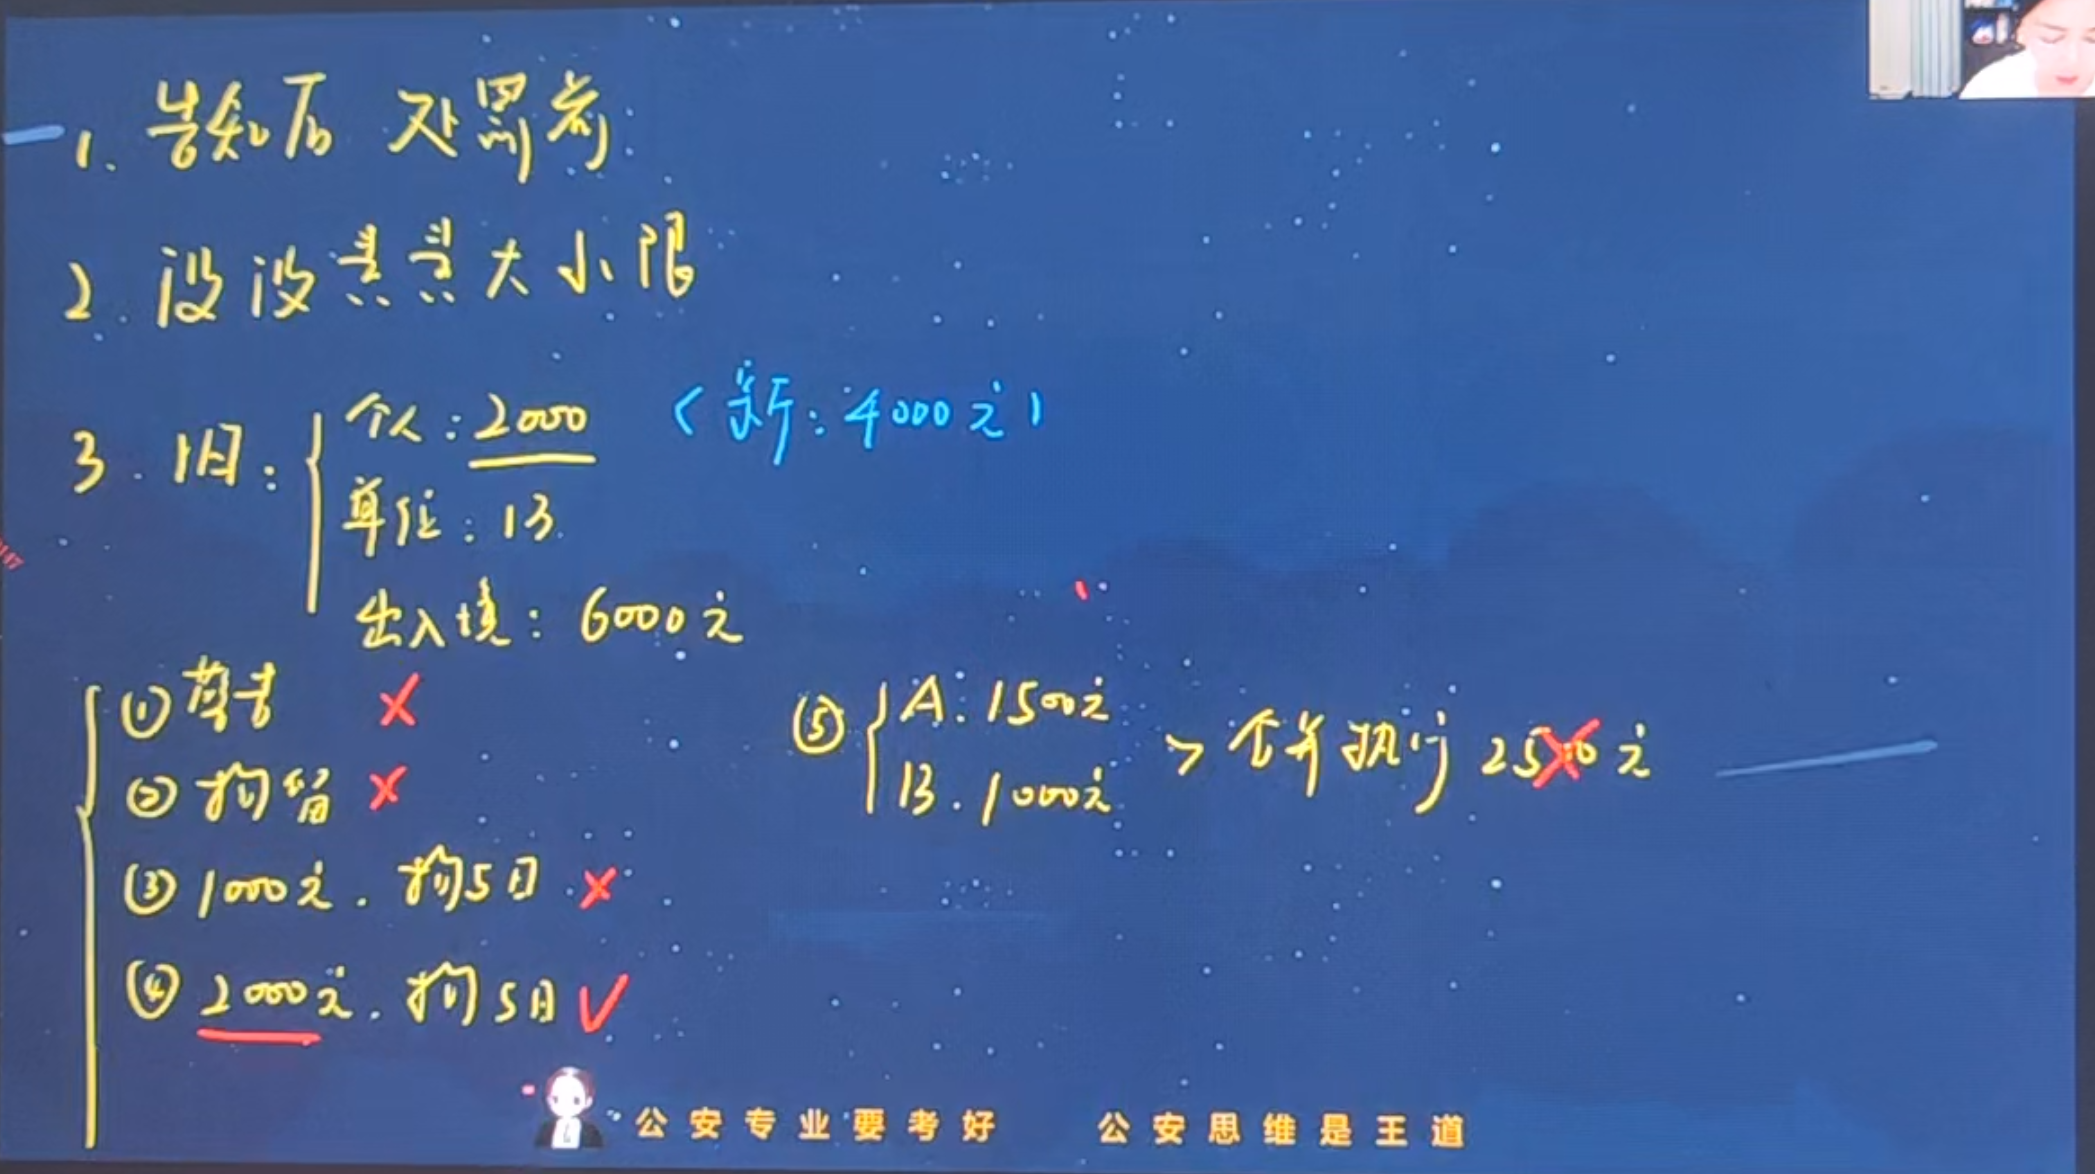 1. 告知后 处罚前
2. 没没责责大小限
3. 旧: 个人: 2000 (新: 4000元)
单位: 1万
出入境: 6000元
① 警告 ×
② 拘留 ×
③ 1000元. 拘5日 ×
④ 2000元. 拘5日 √
⑤ A. 1500元
B. 1000元
> 合并执行 2500元
公安专业要考好 公安思维是王道